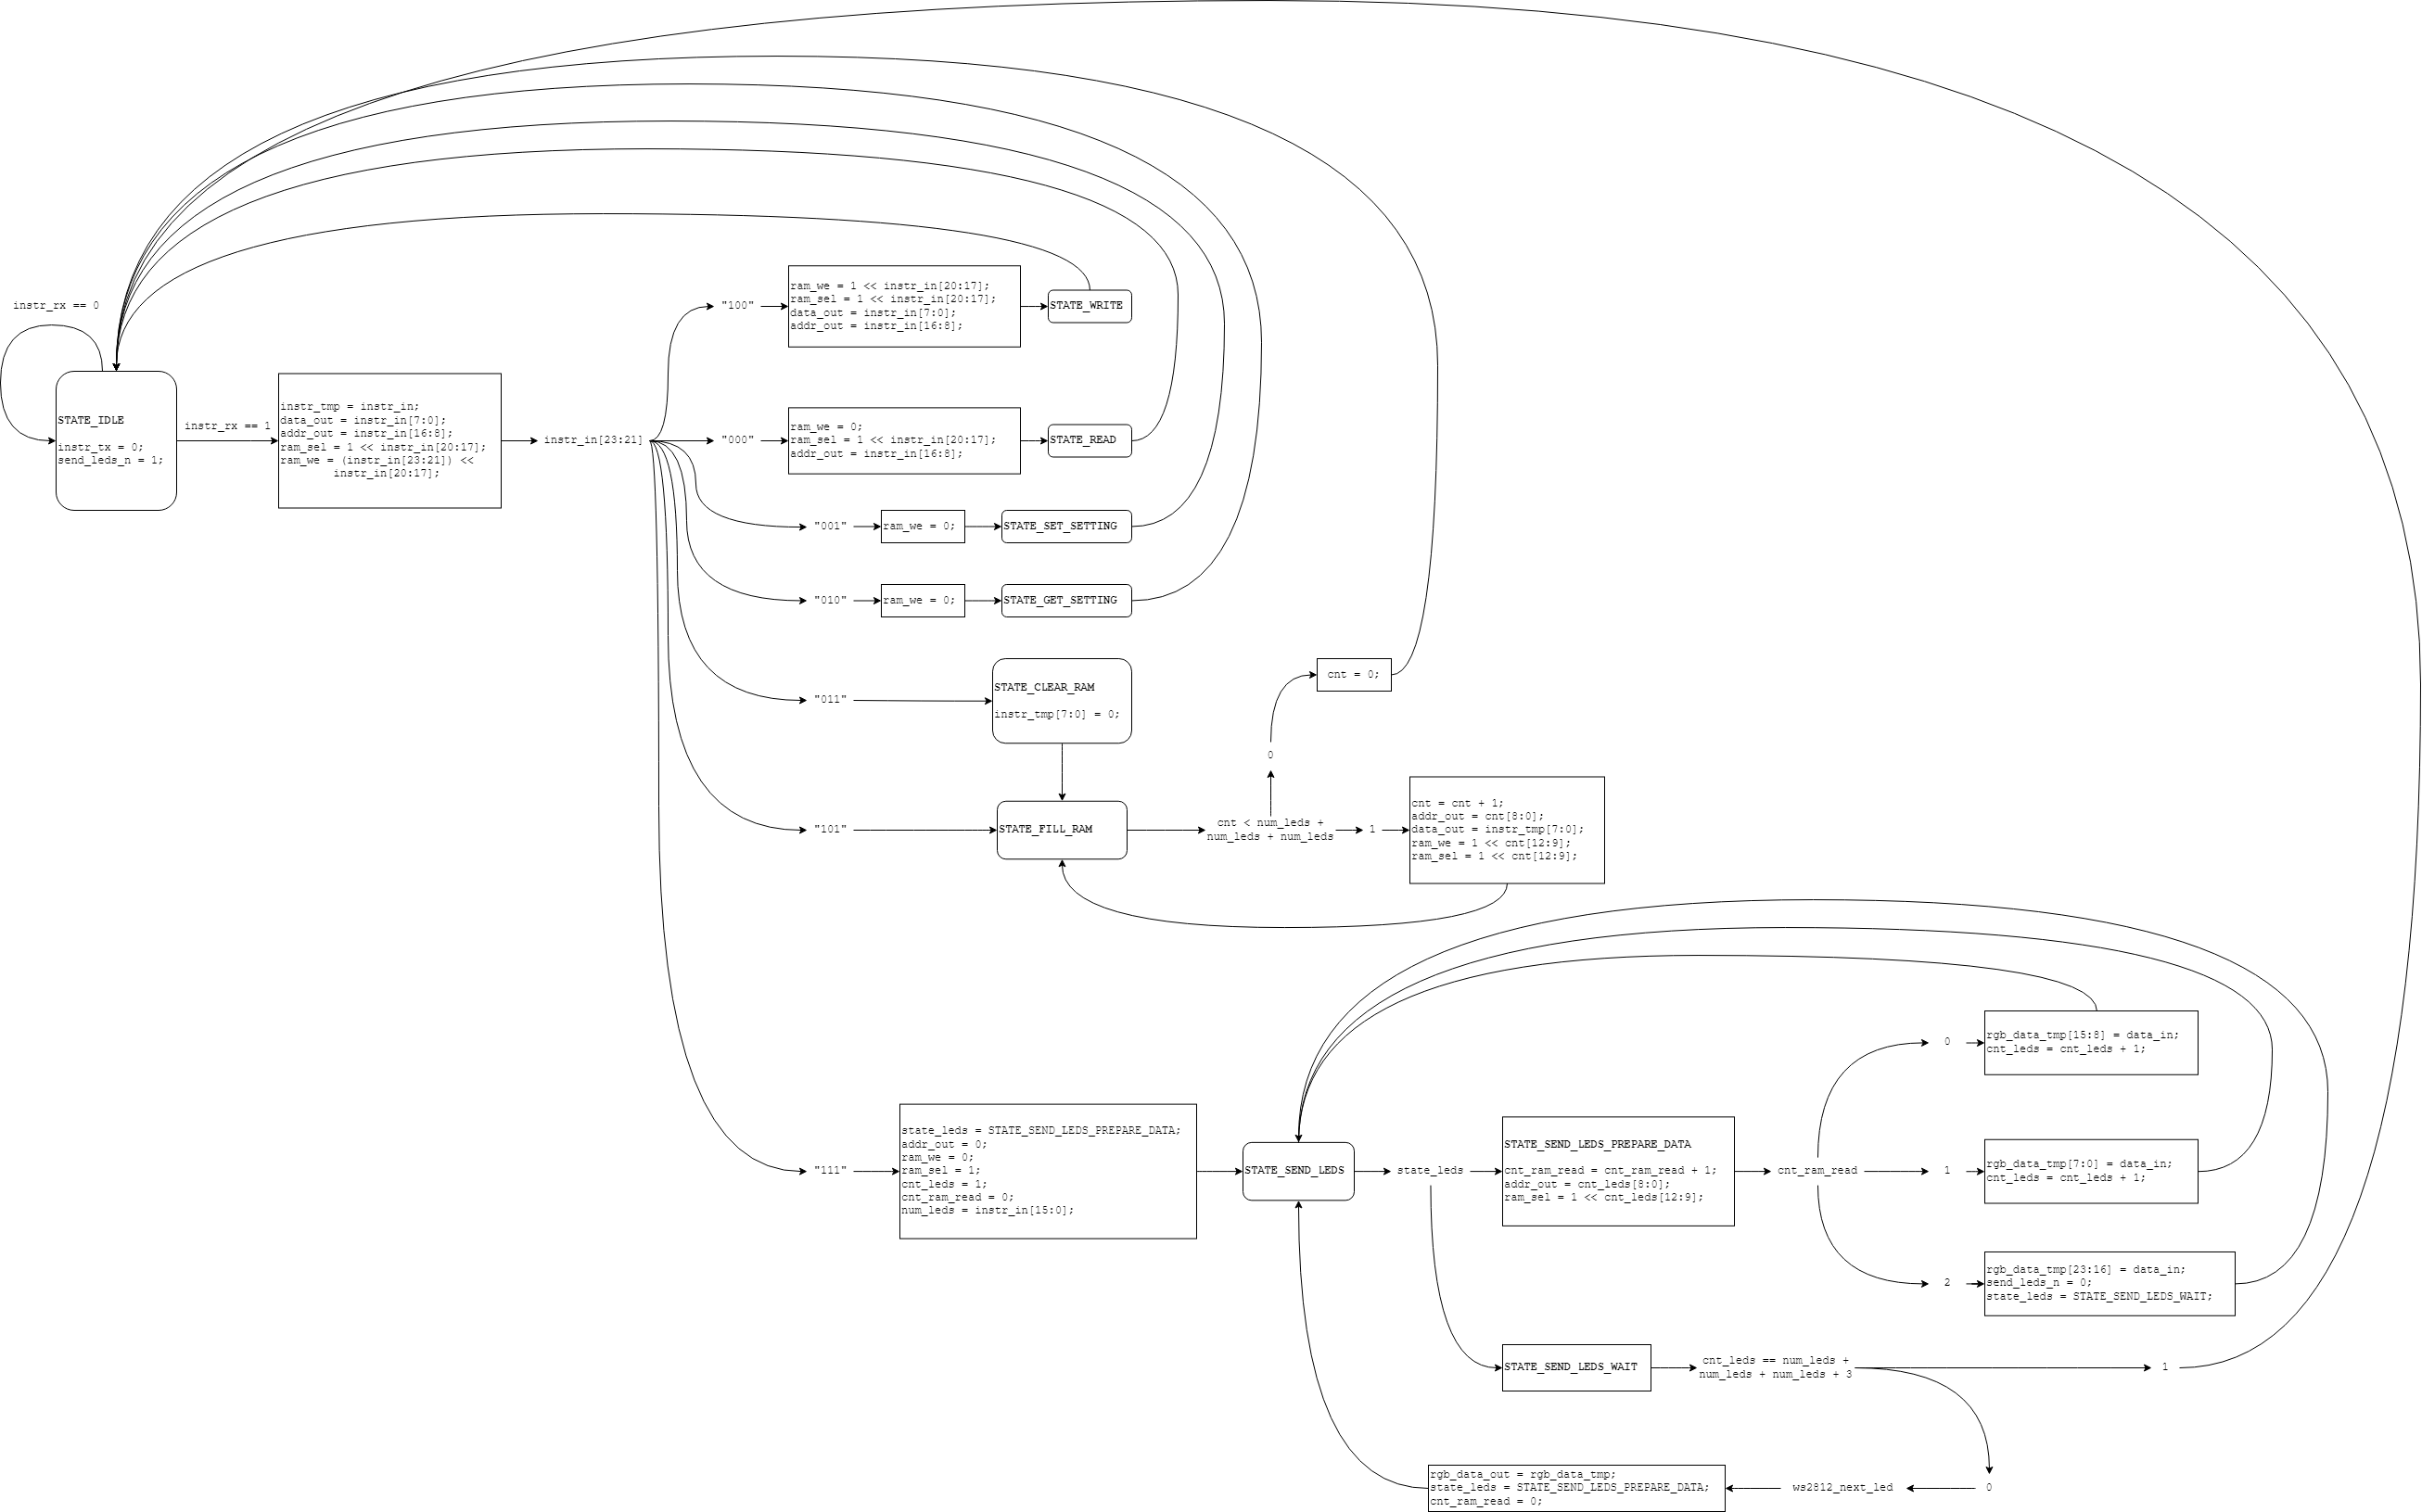 instr_rx == 0
STATE_IDLE
instr_tx = 0;
send_leds_n = 1;
instr_rx == 1
instr_tmp = instr_in;
data_out = instr_in[7:0];
addr_out = instr_in[16:8];
ram_sel = 1 << instr_in[20:17];
ram_we = (instr_in[23:21]) <<
instr_in[20:17];
instr_in[23:21]
"100"
ram_we = 1 << instr_in[20:17];
ram_sel = 1 << instr_in[20:17];
data_out = instr_in[7:0];
addr_out = instr_in[16:8];
STATE_WRITE
"000"
ram_we = 0;
ram_sel = 1 << instr_in[20:17];
addr_out = instr_in[16:8];
STATE_READ
"001"
ram_we = 0;
STATE_SET_SETTING
"010"
ram_we = 0;
STATE_GET_SETTING
"011"
STATE_CLEAR_RAM
instr_tmp[7:0] = 0;
"101"
STATE_FILL_RAM
cnt < num_leds +
num_leds + num_leds
0
cnt = 0;
1
cnt = cnt + 1;
addr_out = cnt[8:0];
data_out = instr_tmp[7:0];
ram_we = 1 << cnt[12:9];
ram_sel = 1 << cnt[12:9];
"111"
state_leds = STATE_SEND_LEDS_PREPARE_DATA;
addr_out = 0;
ram_we = 0;
ram_sel = 1;
cnt_leds = 1;
cnt_ram_read = 0;
num_leds = instr_in[15:0];
STATE_SEND_LEDS
state_leds
STATE_SEND_LEDS_PREPARE_DATA
cnt_ram_read = cnt_ram_read + 1;
addr_out = cnt_leds[8:0];
ram_sel = 1 << cnt_leds[12:9];
cnt_ram_read
0
rgb_data_tmp[15:8] = data_in;
cnt_leds = cnt_leds + 1;
1
rgb_data_tmp[7:0] = data_in;
cnt_leds = cnt_leds + 1;
2
rgb_data_tmp[23:16] = data_in;
send_leds_n = 0;
state_leds = STATE_SEND_LEDS_WAIT;
STATE_SEND_LEDS_WAIT
cnt_leds == num_leds +
num_leds + num_leds + 3
1
0
ws2812_next_led
rgb_data_out = rgb_data_tmp;
state_leds = STATE_SEND_LEDS_PREPARE_DATA;
cnt_ram_read = 0;